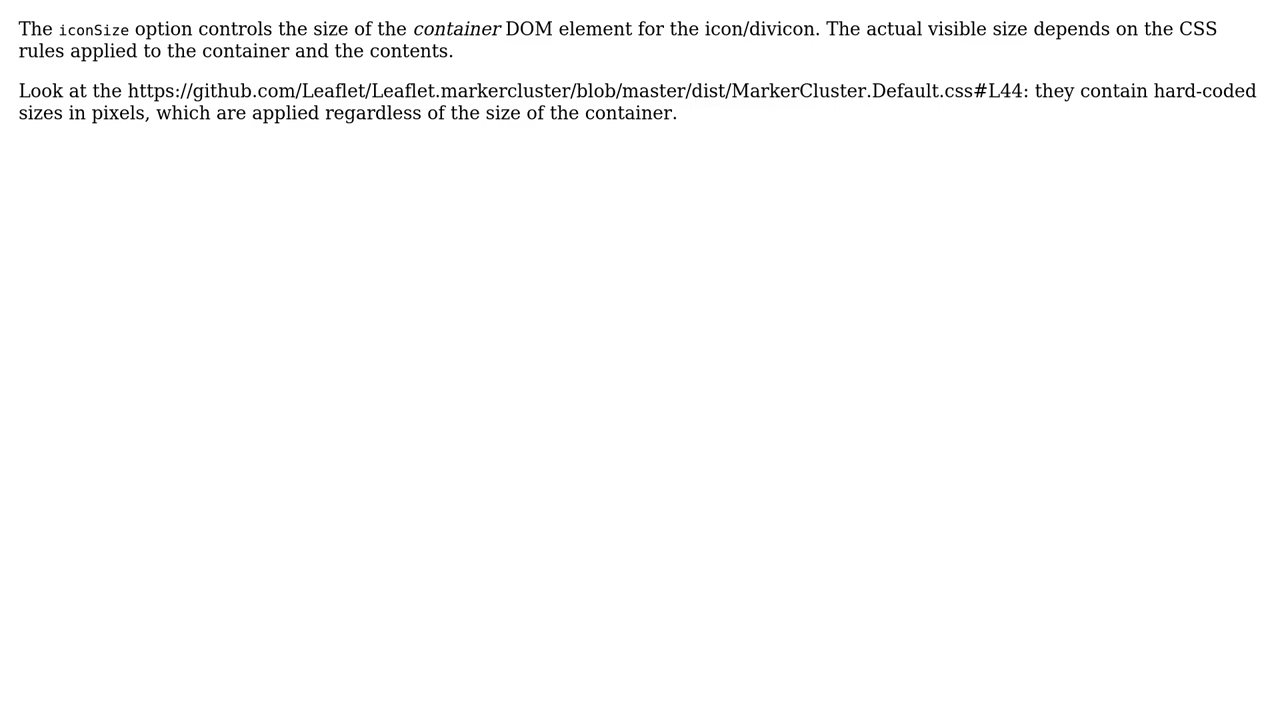 The iconSize option controls the size of the container DOM element for the icon/divicon. The actual visible size depends on the CSS
rules applied to the container and the contents.
Look at the https://github.com/Leaflet/Leaflet.markercluster/blob/master/dist/MarkerCluster.Default.css#L44: they contain hard-coded
sizes in pixels, which are applied regardless of the size of the container.